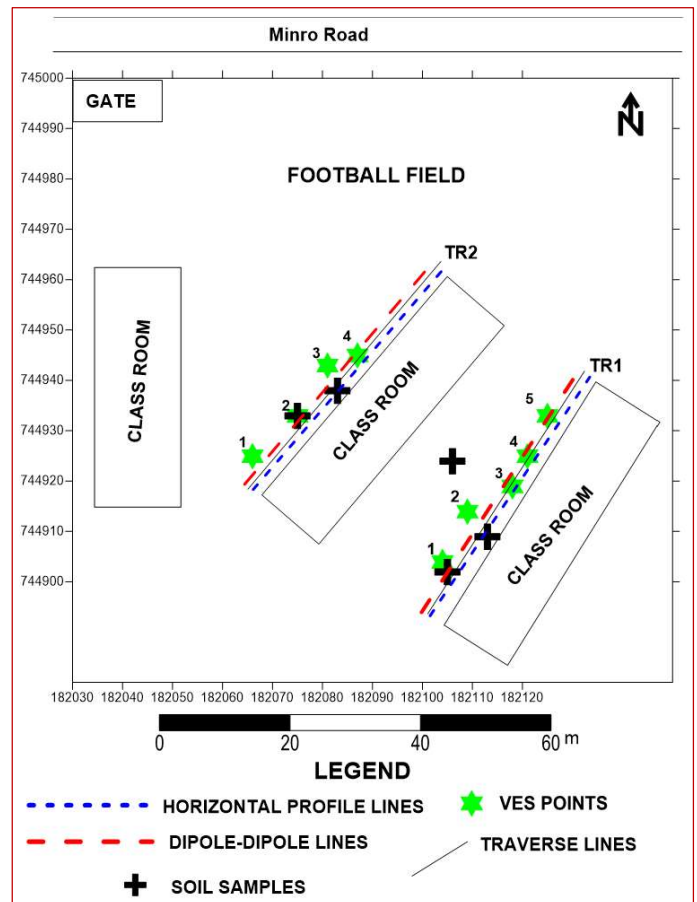 Minro Road
745000
GATE
N
744990
744980
FOOTBALL FIELD
744970
TR2
744960
744950
4
3
CLASS ROOM
TR1
744940
CLASS ROOM
5
2
744930
1
4
744920
3
2
CLASS ROOM
744910
1
744900
182030 182040 182050 182060 182070 182080 182090 182100 182110 182120
0 20 40 60 m
LEGEND
HORIZONTAL PROFILE LINES
VES POINTS
DIPOLE-DIPOLE LINES
TRAVERSE LINES
SOIL SAMPLES